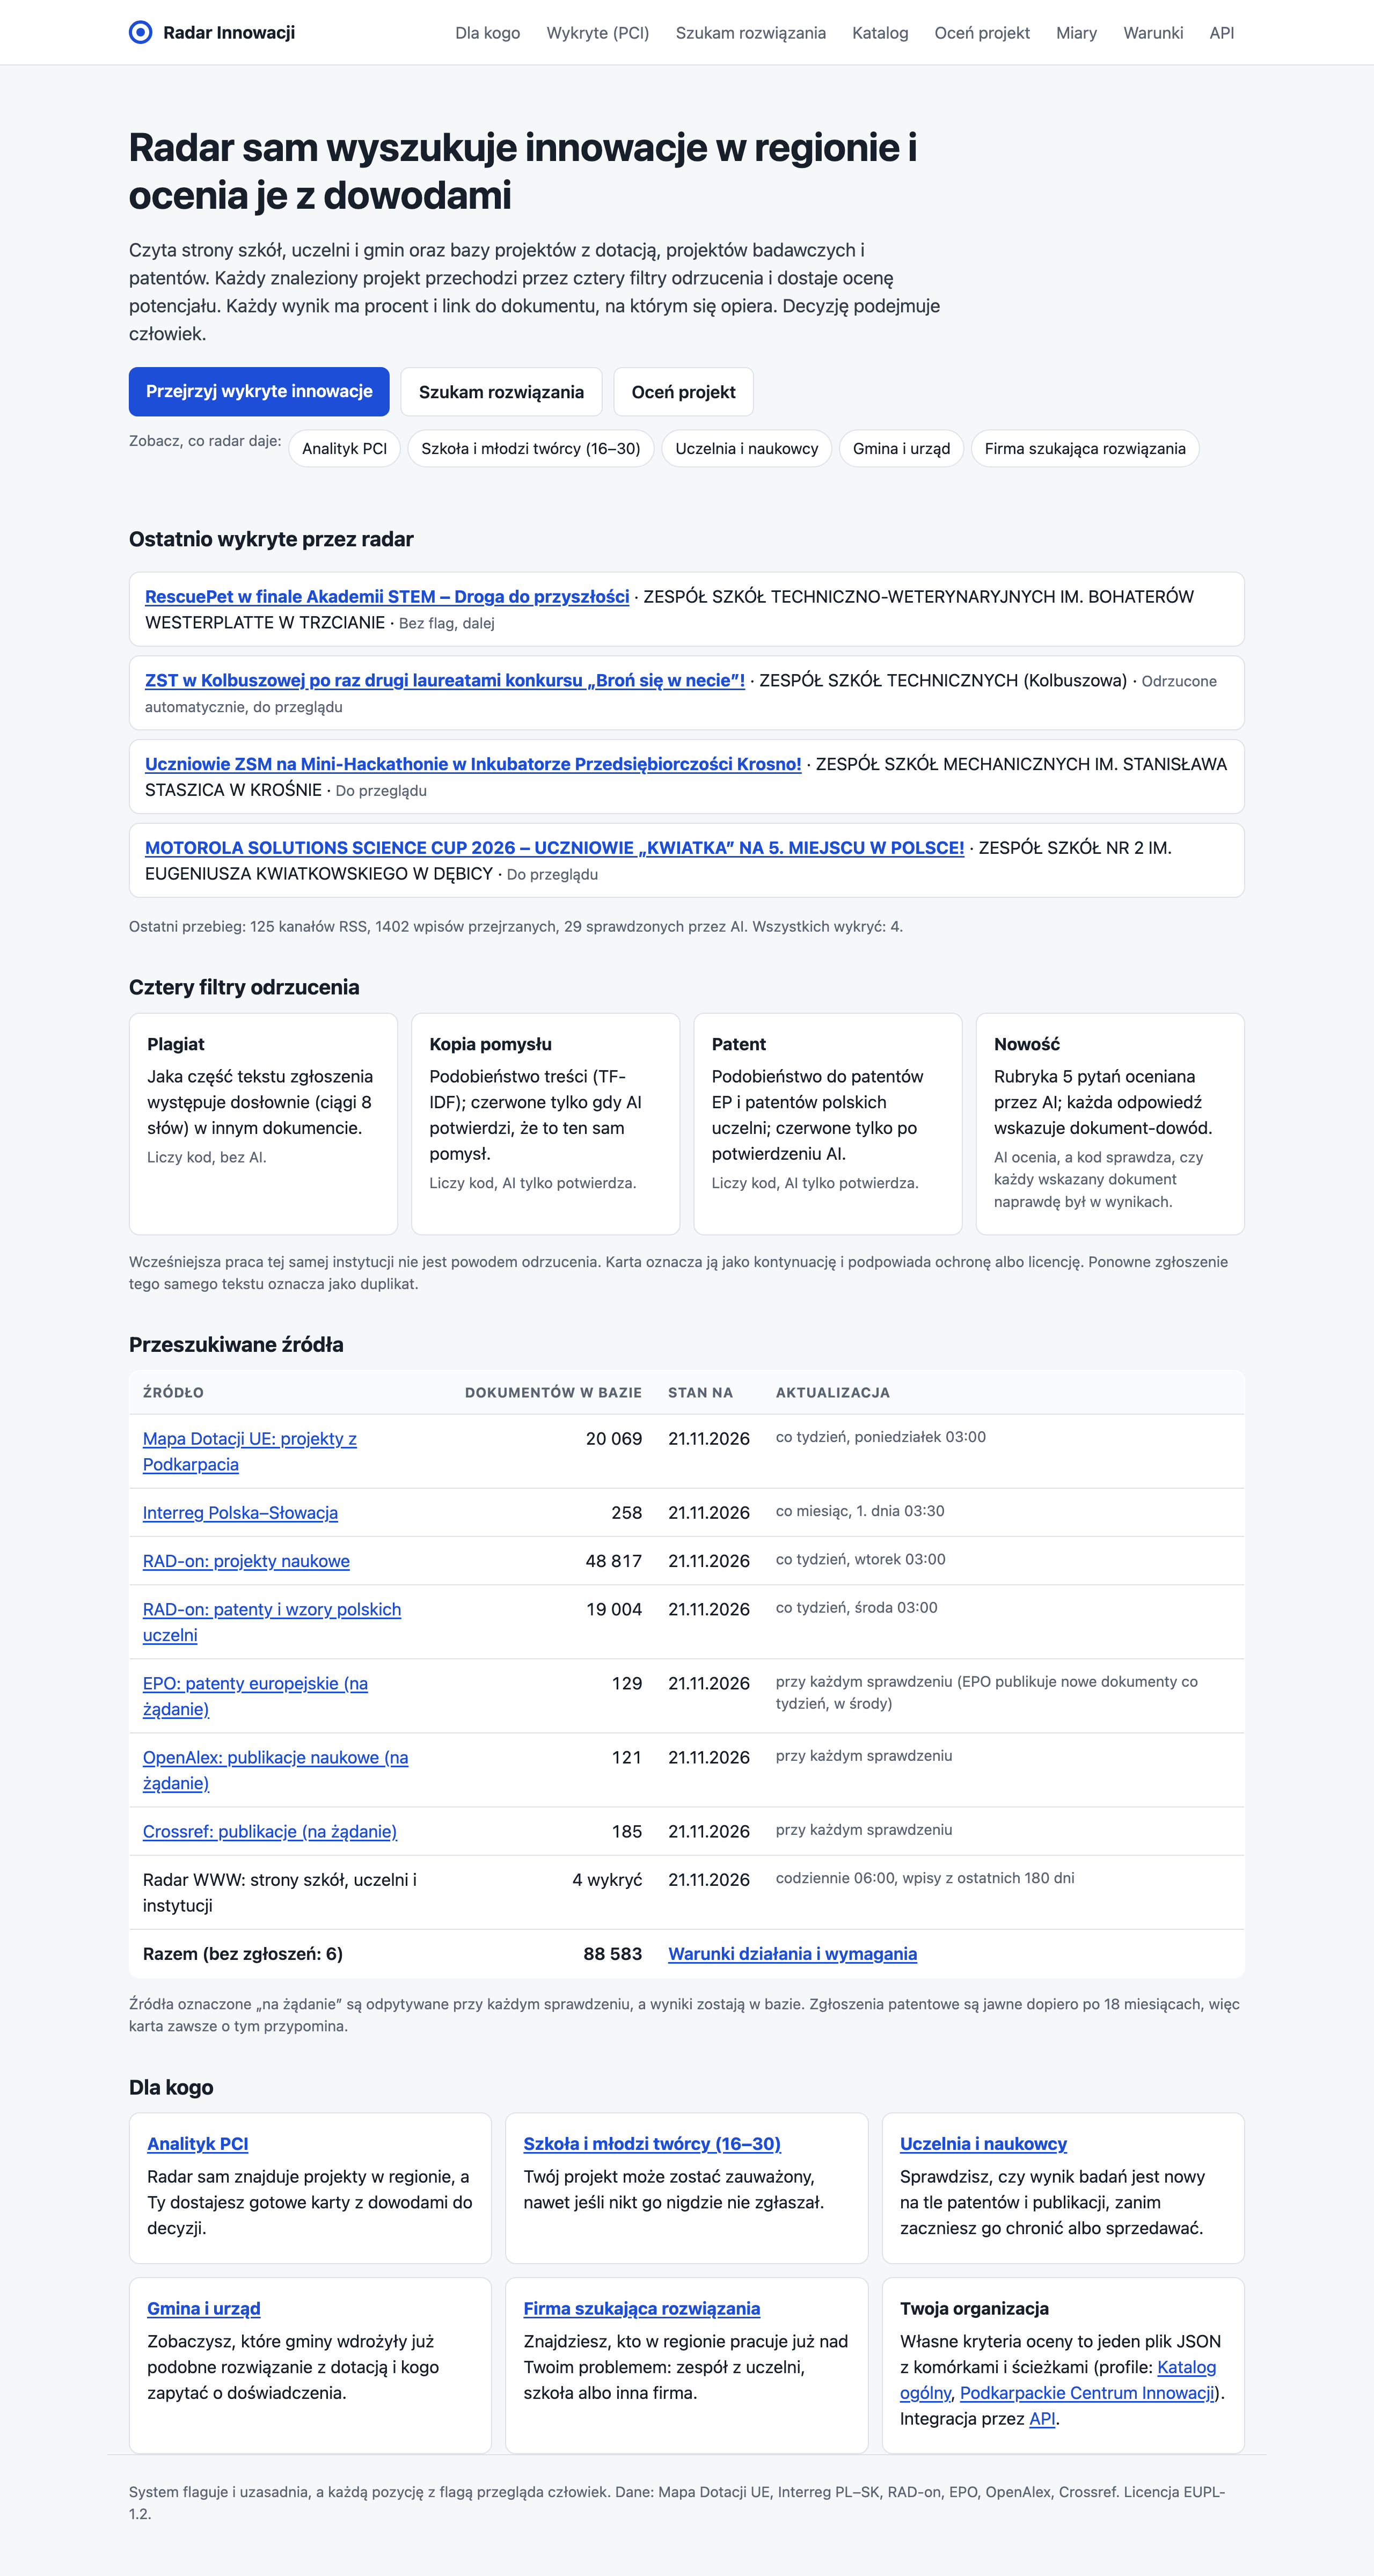 Radar Innowacji
Dla kogo
Wykryte (PCI)
Szukam rozwiązania
Katalog
Oceń projekt
Miary
Warunki
API
Radar sam wyszukuje innowacje w regionie i
ocenia je z dowodami
Czyta strony szkół, uczelni i gmin oraz bazy projektów z dotacją, projektów badawczych i
patentów. Każdy znaleziony projekt przechodzi przez cztery filtry odrzucenia i dostaje ocenę
potencjału. Każdy wynik ma procent i link do dokumentu, na którym się opiera. Decyzję podejmuje
człowiek.
Przejrzyj wykryte innowacje
Szukam rozwiązania
Oceń projekt
Zobacz, co radar daje:
Analityk PCI
Szkoła i młodzi twórcy (16–30)
Uczelnia i naukowcy
Gmina i urząd
Firma szukająca rozwiązania
Ostatnio wykryte przez radar
RescuePet w finale Akademii STEM – Droga do przyszłości · ZESPÓŁ SZKÓŁ TECHNICZNO-WETERYNARYJNYCH IM. BOHATERÓW
WESTERPLATTE W TRZCIANIE · Bez flag, dalej
ZST w Kolbuszowej po raz drugi laureatami konkursu „Broń się w necie”! · ZESPÓŁ SZKÓŁ TECHNICZNYCH (Kolbuszowa) · Odrzucone
automatycznie, do przeglądu
Uczniowie ZSM na Mini-Hackathonie w Inkubatorze Przedsiębiorczości Krosno! · ZESPÓŁ SZKÓŁ MECHANICZNYCH IM. STANISŁAWA
STASZICA W KROŚNIE · Do przeglądu
MOTOROLA SOLUTIONS SCIENCE CUP 2026 – UCZNIOWIE „KWIATKA” NA 5. MIEJSCU W POLSCE! · ZESPÓŁ SZKÓŁ NR 2 IM.
EUGENIUSZA KWIATKOWSKIEGO W DĘBICY · Do przeglądu
Ostatni przebieg: 125 kanałów RSS, 1402 wpisów przejrzanych, 29 sprawdzonych przez AI. Wszystkich wykryć: 4.
Cztery filtry odrzucenia
Plagiat
Jaka część tekstu zgłoszenia
występuje dosłownie (ciągi 8
słów) w innym dokumencie.
Liczy kod, bez AI.
Kopia pomysłu
Podobieństwo treści (TF-
IDF); czerwone tylko gdy AI
potwierdzi, że to ten sam
pomysł.
Liczy kod, AI tylko potwierdza.
Patent
Podobieństwo do patentów
EP i patentów polskich
uczelni; czerwone tylko po
potwierdzeniu AI.
Liczy kod, AI tylko potwierdza.
Nowość
Rubryka 5 pytań oceniana
przez AI; każda odpowiedź
wskazuje dokument-dowód.
AI ocenia, a kod sprawdza, czy
każdy wskazany dokument
naprawdę był w wynikach.
Wcześniejsza praca tej samej instytucji nie jest powodem odrzucenia. Karta oznacza ją jako kontynuację i podpowiada ochronę albo licencję. Ponowne zgłoszenie
tego samego tekstu oznacza jako duplikat.
Przeszukiwane źródła
ŹRÓDŁO DOKUMENTÓW W BAZIE STAN NA AKTUALIZACJA
Mapa Dotacji UE: projekty z
Podkarpacia
20 069 21.11.2026 co tydzień, poniedziałek 03:00
Interreg Polska–Słowacja 258 21.11.2026 co miesiąc, 1. dnia 03:30
RAD-on: projekty naukowe 48 817 21.11.2026 co tydzień, wtorek 03:00
RAD-on: patenty i wzory polskich
uczelni
19 004 21.11.2026 co tydzień, środa 03:00
EPO: patenty europejskie (na
żądanie)
129 21.11.2026 przy każdym sprawdzeniu (EPO publikuje nowe dokumenty co
tydzień, w środy)
OpenAlex: publikacje naukowe (na
żądanie)
121 21.11.2026 przy każdym sprawdzeniu
Crossref: publikacje (na żądanie) 185 21.11.2026 przy każdym sprawdzeniu
Radar WWW: strony szkół, uczelni i
instytucji
4 wykryć 21.11.2026 codziennie 06:00, wpisy z ostatnich 180 dni
Razem (bez zgłoszeń: 6) 88 583 Warunki działania i wymagania
Źródła oznaczone „na żądanie” są odpytywane przy każdym sprawdzeniu, a wyniki zostają w bazie. Zgłoszenia patentowe są jawne dopiero po 18 miesiącach, więc
karta zawsze o tym przypomina.
Dla kogo
Analityk PCI
Radar sam znajduje projekty w regionie, a
Ty dostajesz gotowe karty z dowodami do
decyzji.
Szkoła i młodzi twórcy (16–30)
Twój projekt może zostać zauważony,
nawet jeśli nikt go nigdzie nie zgłaszał.
Uczelnia i naukowcy
Sprawdzisz, czy wynik badań jest nowy
na tle patentów i publikacji, zanim
zaczniesz go chronić albo sprzedawać.
Gmina i urząd
Zobaczysz, które gminy wdrożyły już
podobne rozwiązanie z dotacją i kogo
zapytać o doświadczenia.
Firma szukająca rozwiązania
Znajdziesz, kto w regionie pracuje już nad
Twoim problemem: zespół z uczelni,
szkoła albo inna firma.
Twoja organizacja
Własne kryteria oceny to jeden plik JSON
z komórkami i ścieżkami (profile: Katalog
ogólny, Podkarpackie Centrum Innowacji).
Integracja przez API.
System flaguje i uzasadnia, a każdą pozycję z flagą przegląda człowiek. Dane: Mapa Dotacji UE, Interreg PL–SK, RAD-on, EPO, OpenAlex, Crossref. Licencja EUPL-
1.2.